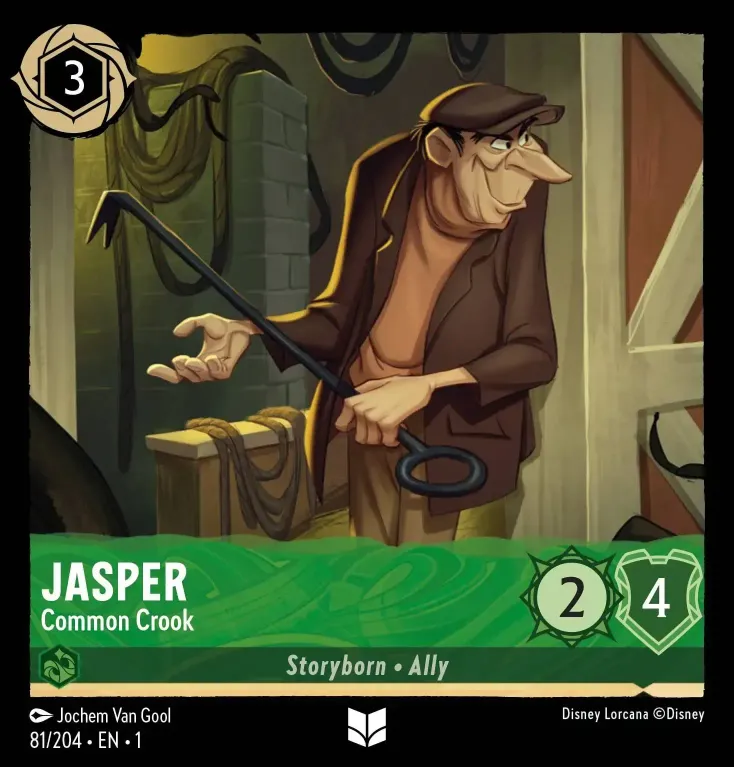 3
JASPER
Common Crook
2
4
Storyborn • Ally
Jochem Van Gool
Disney Lorcana ©Disney
81/204 • EN • 1